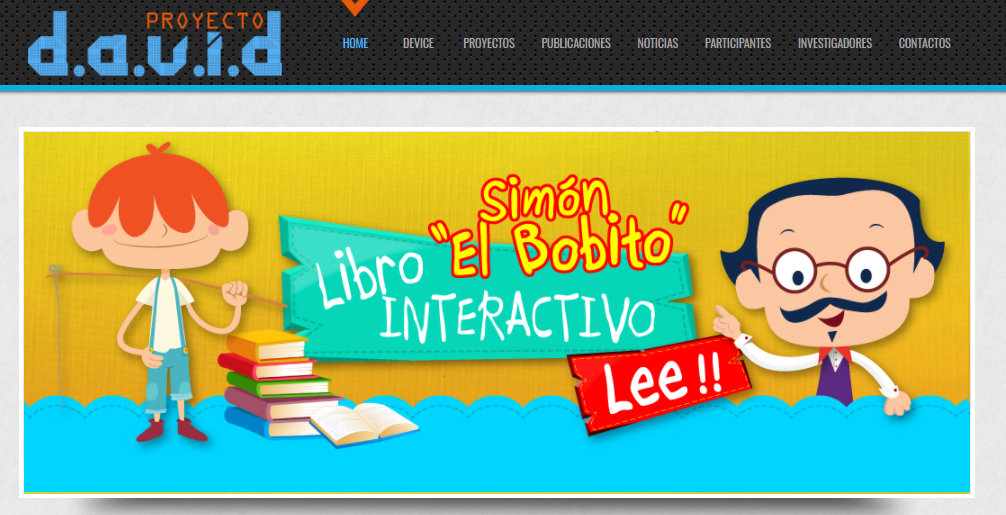 PROYECTO
d.a.v.i.d
HOME DEVICE PROYECTOS PUBLICACIONES NOTICIAS PARTICIPANTES INVESTIGADORES CONTACTOS
Simón
"El Bobito"
Libro
INTERACTIVO
Lee!!